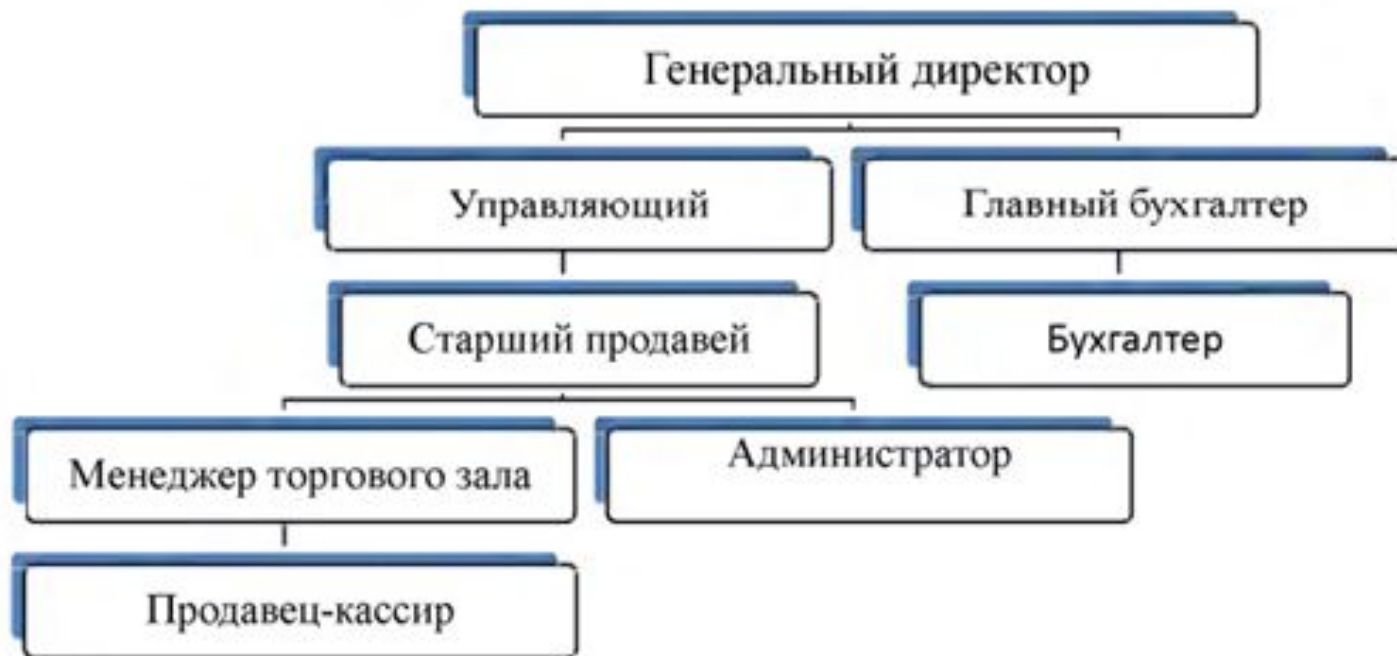 Генеральный директор
Управляющий
Главный бухгалтер
Старший продавей
Бухгалтер
Менеджер торгового зала
Администратор
Продавец-кассир